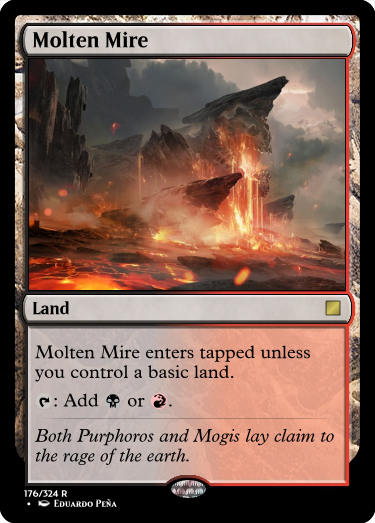 Molten Mire
Land
Molten Mire enters tapped unless
you control a basic land.
: Add or .
Both Purphoros and Mogis lay claim to
the rage of the earth.
176/324 R
• EDUARDO PEÑA